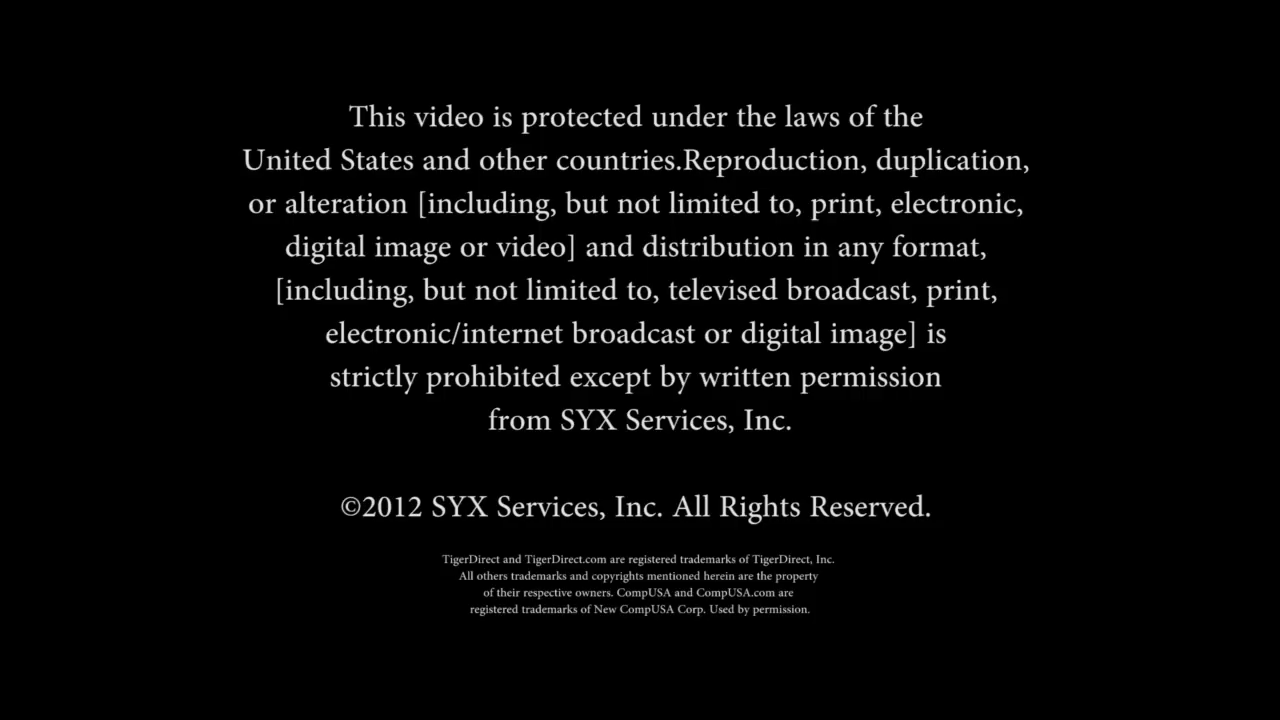 This video is protected under the laws of the
United States and other countries.Reproduction, duplication,
or alteration [including, but not limited to, print, electronic,
digital image or video] and distribution in any format,
[including, but not limited to, televised broadcast, print,
electronic/internet broadcast or digital image] is
strictly prohibited except by written permission
from SYX Services, Inc.
©2012 SYX Services, Inc. All Rights Reserved.
TigerDirect and TigerDirect.com are registered trademarks of TigerDirect, Inc.
All others trademarks and copyrights mentioned herein are the property
of their respective owners. CompUSA and CompUSA.com are
registered trademarks of New CompUSA Corp. Used by permission.